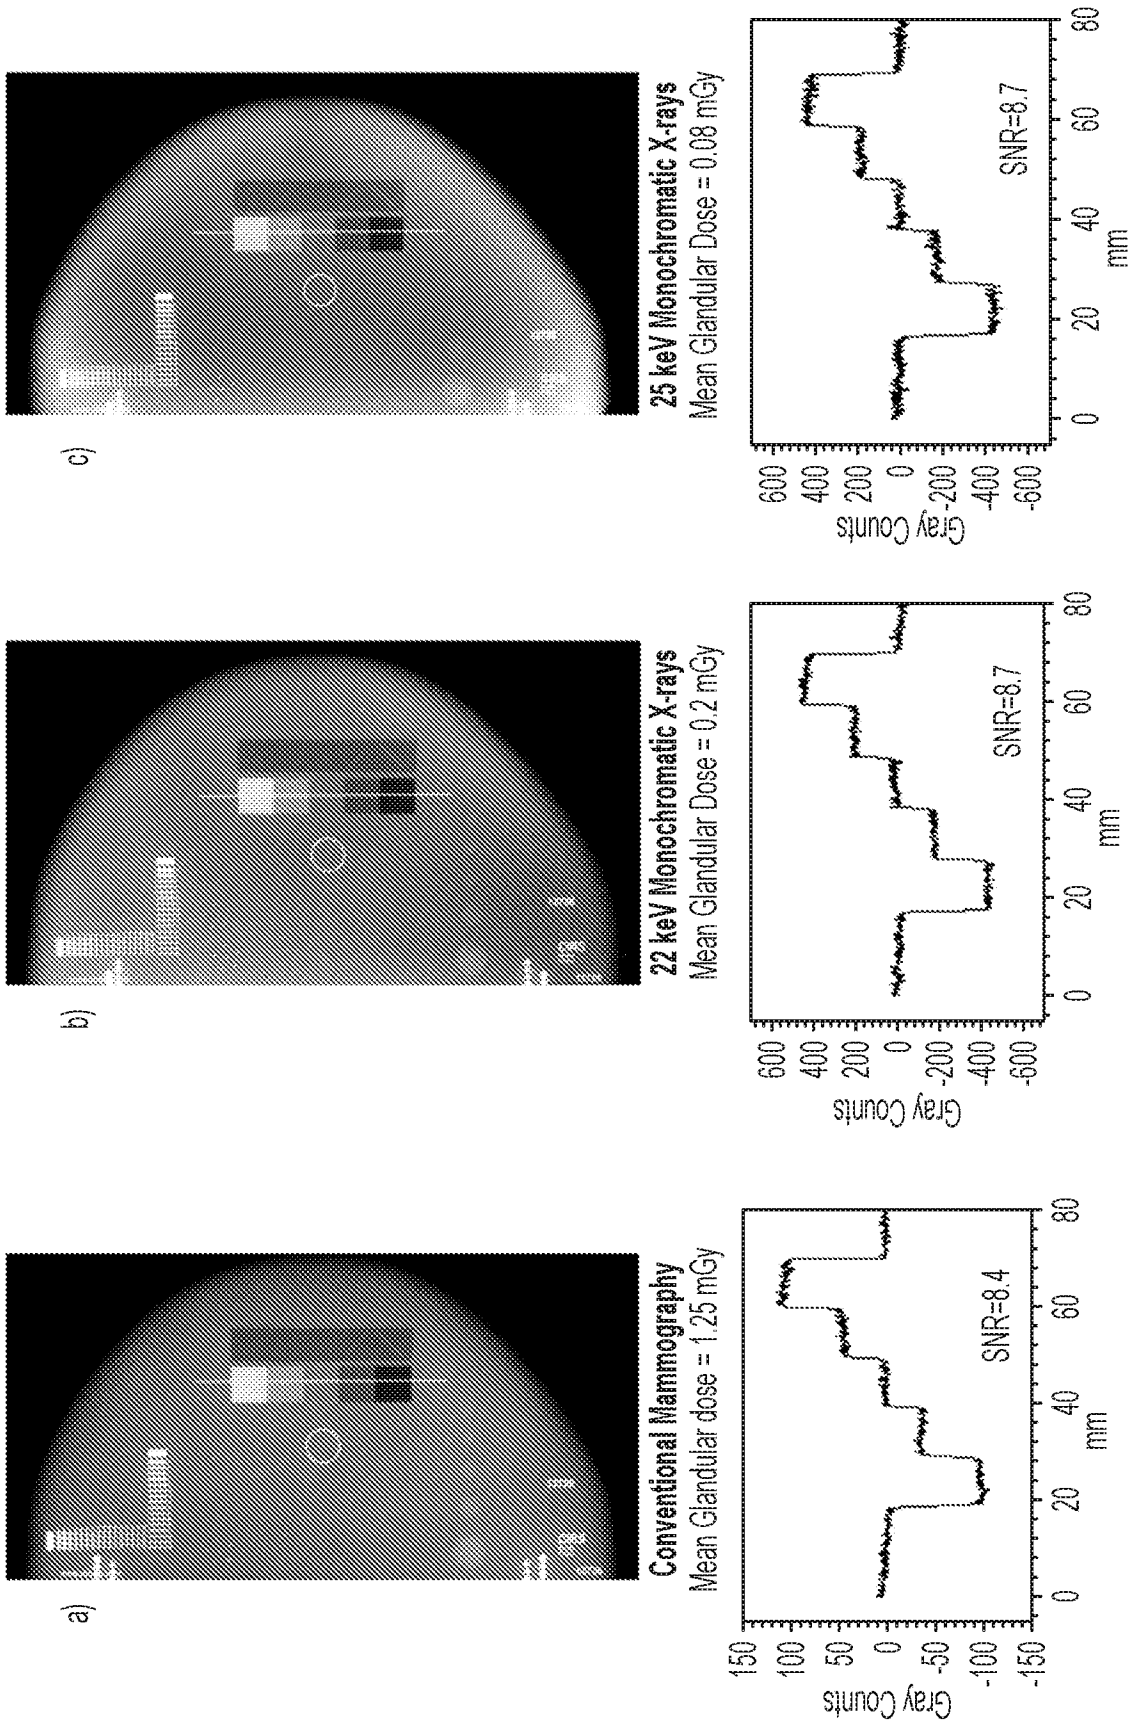 a)
Conventional Mammography
Mean Glandular dose = 1.25 mGy
150
100
50
0
-50
-100
-150
Gray Counts
SNR=8.4
0 20 40 60 80
mm
b)
22 keV Monochromatic X-rays
Mean Glandular Dose = 0.2 mGy
600
400
200
0
-200
-400
-600
Gray Counts
SNR=8.7
0 20 40 60 80
mm
c)
25 keV Monochromatic X-rays
Mean Glandular Dose = 0.08 mGy
600
400
200
0
-200
-400
-600
Gray Counts
SNR=8.7
0 20 40 60 80
mm